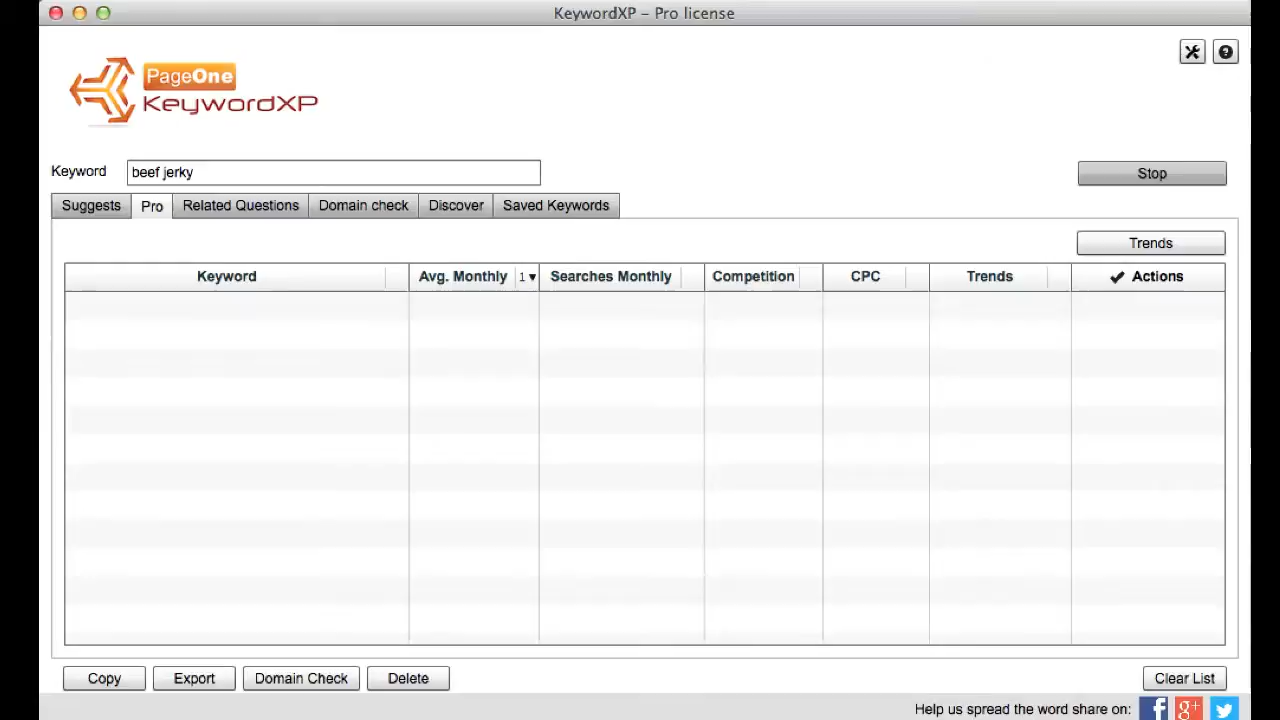 KeywordXP – Pro license
PageOne
KeywordXP
Keyword beef jerky Stop
Suggests Pro Related Questions Domain check Discover Saved Keywords
Trends
Keyword Avg. Monthly 1 Searches Monthly Competition CPC Trends Actions
Copy Export Domain Check Delete Clear List
Help us spread the word share on: f g+